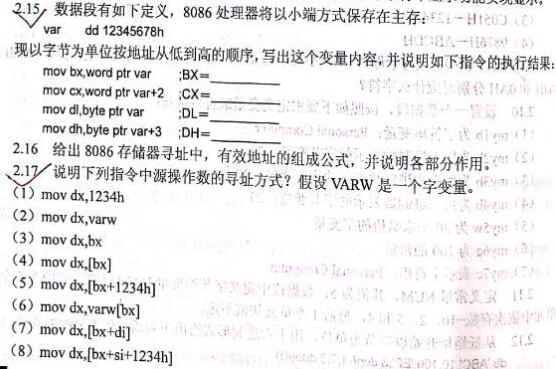 2.15 数据段有如下定义，8086 处理器将以小端方式保存在主存：
var dd 12345678h
现以字节为单位按地址从低到高的顺序，写出这个变量内容，并说明如下指令的执行结果：
mov bx,word ptr var ;BX=
mov cx,word ptr var+2 ;CX=
mov dl,byte ptr var ;DL=
mov dh,byte ptr var+3 ;DH=
2.16 给出 8086 存储器寻址中，有效地址的组成公式，并说明各部分作用。
2.17 说明下列指令中源操作数的寻址方式？假设 VARW 是一个字变量。
（1）mov dx,1234h
（2）mov dx,varw
（3）mov dx,bx
（4）mov dx,[bx]
（5）mov dx,[bx+1234h]
（6）mov dx,varw[bx]
（7）mov dx,[bx+di]
（8）mov dx,[bx+si+1234h]